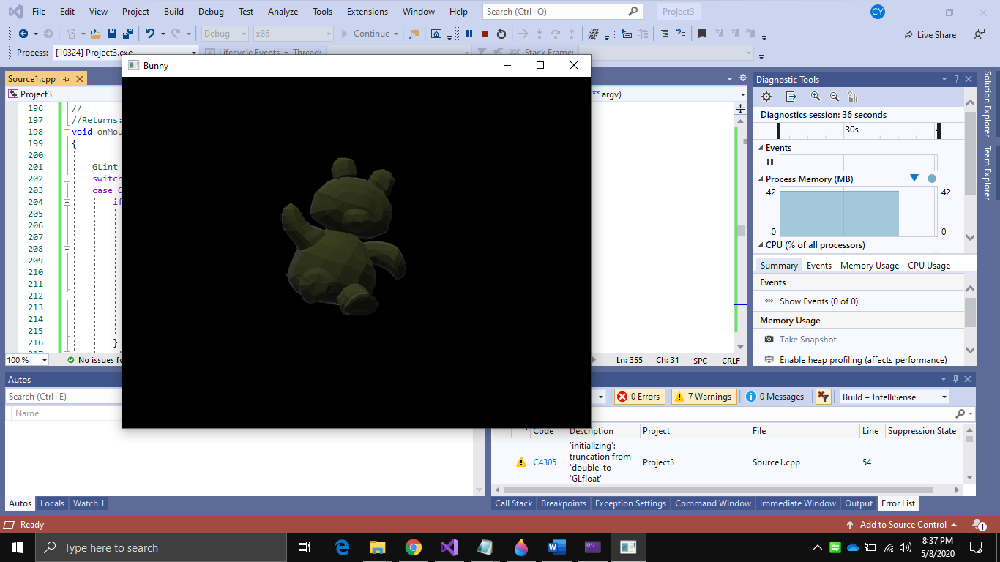 File Edit View Project Build Debug Test Analyze Tools Extensions Window Help Search (Ctrl+Q) Project3 CY
Debug x86 Continue Live Share
Process: [10324] Project3.exe Lifecycle Events Thread: Stack Frame:
Bunny
Source1.cpp
Project3 ** argv)
196 //
197 //Returns:
198 void onMou
199 {
200
201 GLint
202 switch
203 case G
204 if
205
206
207
208
209
210
211
212
213
214
215
216 }
100 % No issues fo Ln: 355 Ch: 31 SPC CRLF
Diagnostic Tools
Diagnostics session: 36 seconds
30s
Events
Process Memory (MB)
42 42
0 0
CPU (% of all processors)
Summary Events Memory Usage CPU Usage
Events
Show Events (0 of 0)
Memory Usage
Take Snapshot
Enable heap profiling (affects performance)
Solution Explorer
Team Explorer
Autos
Search (Ctrl+E)
Name
Autos Locals Watch 1
0 Errors 7 Warnings 0 Messages Build + IntelliSense
Code Description Project File Line Suppression State
C4305 'initializing': truncation from 'double' to 'GLfloat' Project3 Source1.cpp 54
Call Stack Breakpoints Exception Settings Command Window Immediate Window Output Error List
Ready Add to Source Control 1
Type here to search
8:37 PM
5/8/2020